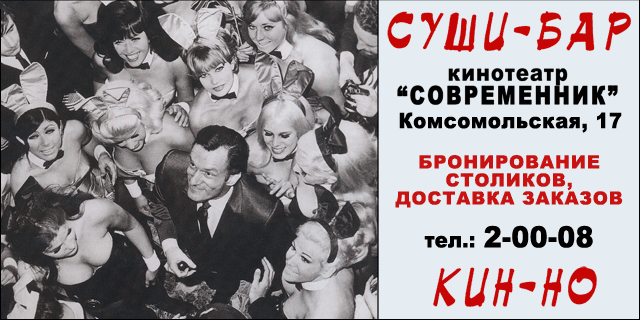 СУШИ-БАР
кинотеатр
“СОВРЕМЕННИК”
Комсомольская, 17
БРОНИРОВАНИЕ
СТОЛИКОВ,
ДОСТАВКА ЗАКАЗОВ
тел.: 2-00-08
КИН-НО